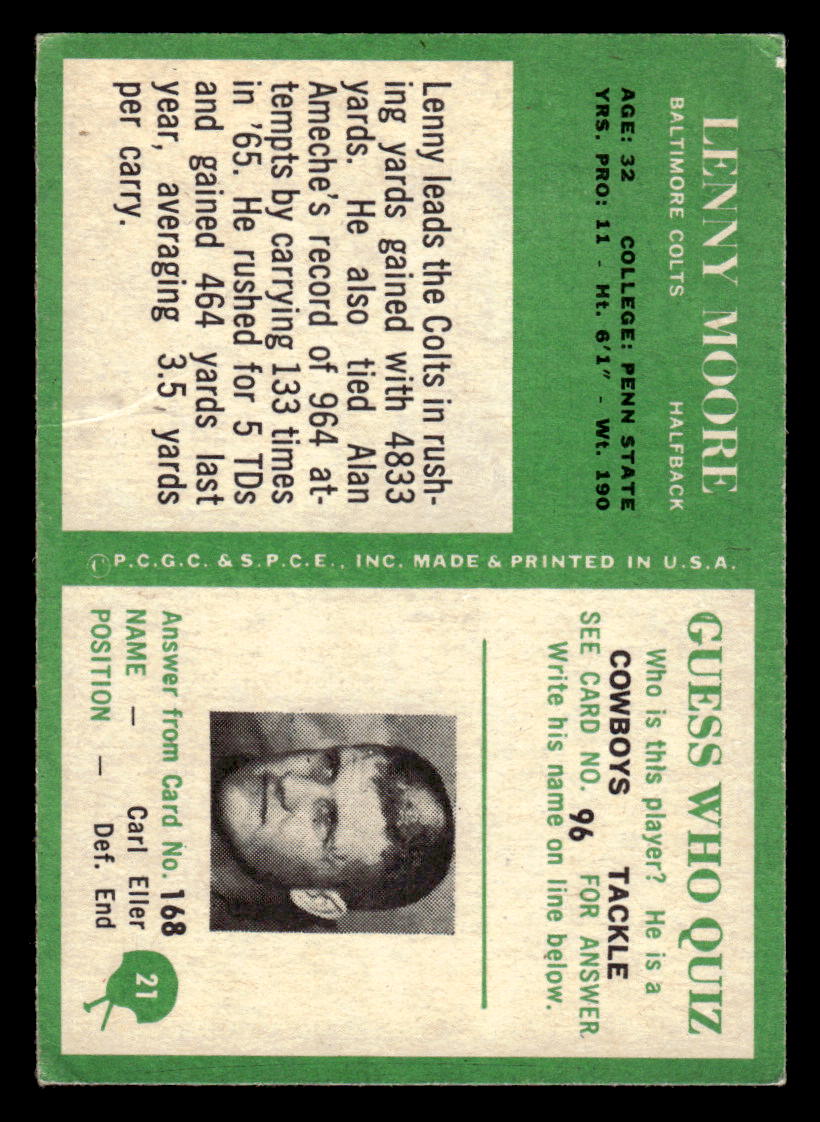 LENNY MOORE
BALTIMORE COLTS HALFBACK
AGE: 32 COLLEGE: PENN STATE
YRS. PRO: 11 - Ht. 6'1" - Wt. 190
Lenny leads the Colts in rush-
ing yards gained with 4833
yards. He also tied Alan
Ameche's record of 964 at-
tempts by carrying 133 times
in '65. He rushed for 5 TDs
and gained 464 yards last
year, averaging 3.5 yards
per carry.
©P.C.G.C. & S.P.C.E., INC. MADE & PRINTED IN U.S.A.
GUESS WHO QUIZ
Who is this player? He is a
COWBOYS TACKLE
SEE CARD NO. 96 FOR ANSWER
Write his name on line below.
Answer from Card No. 168
NAME — Carl Eller
POSITION — Def. End
21